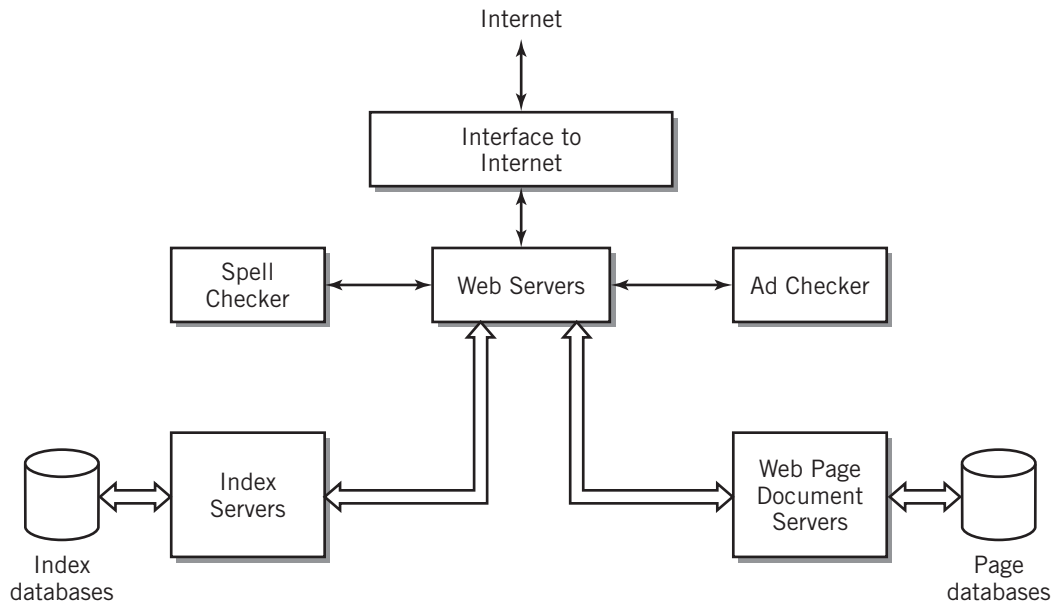 Internet
Interface to
Internet
Spell
Checker
Web Servers
Ad Checker
Index
Servers
Web Page
Document
Servers
Index
databases
Page
databases